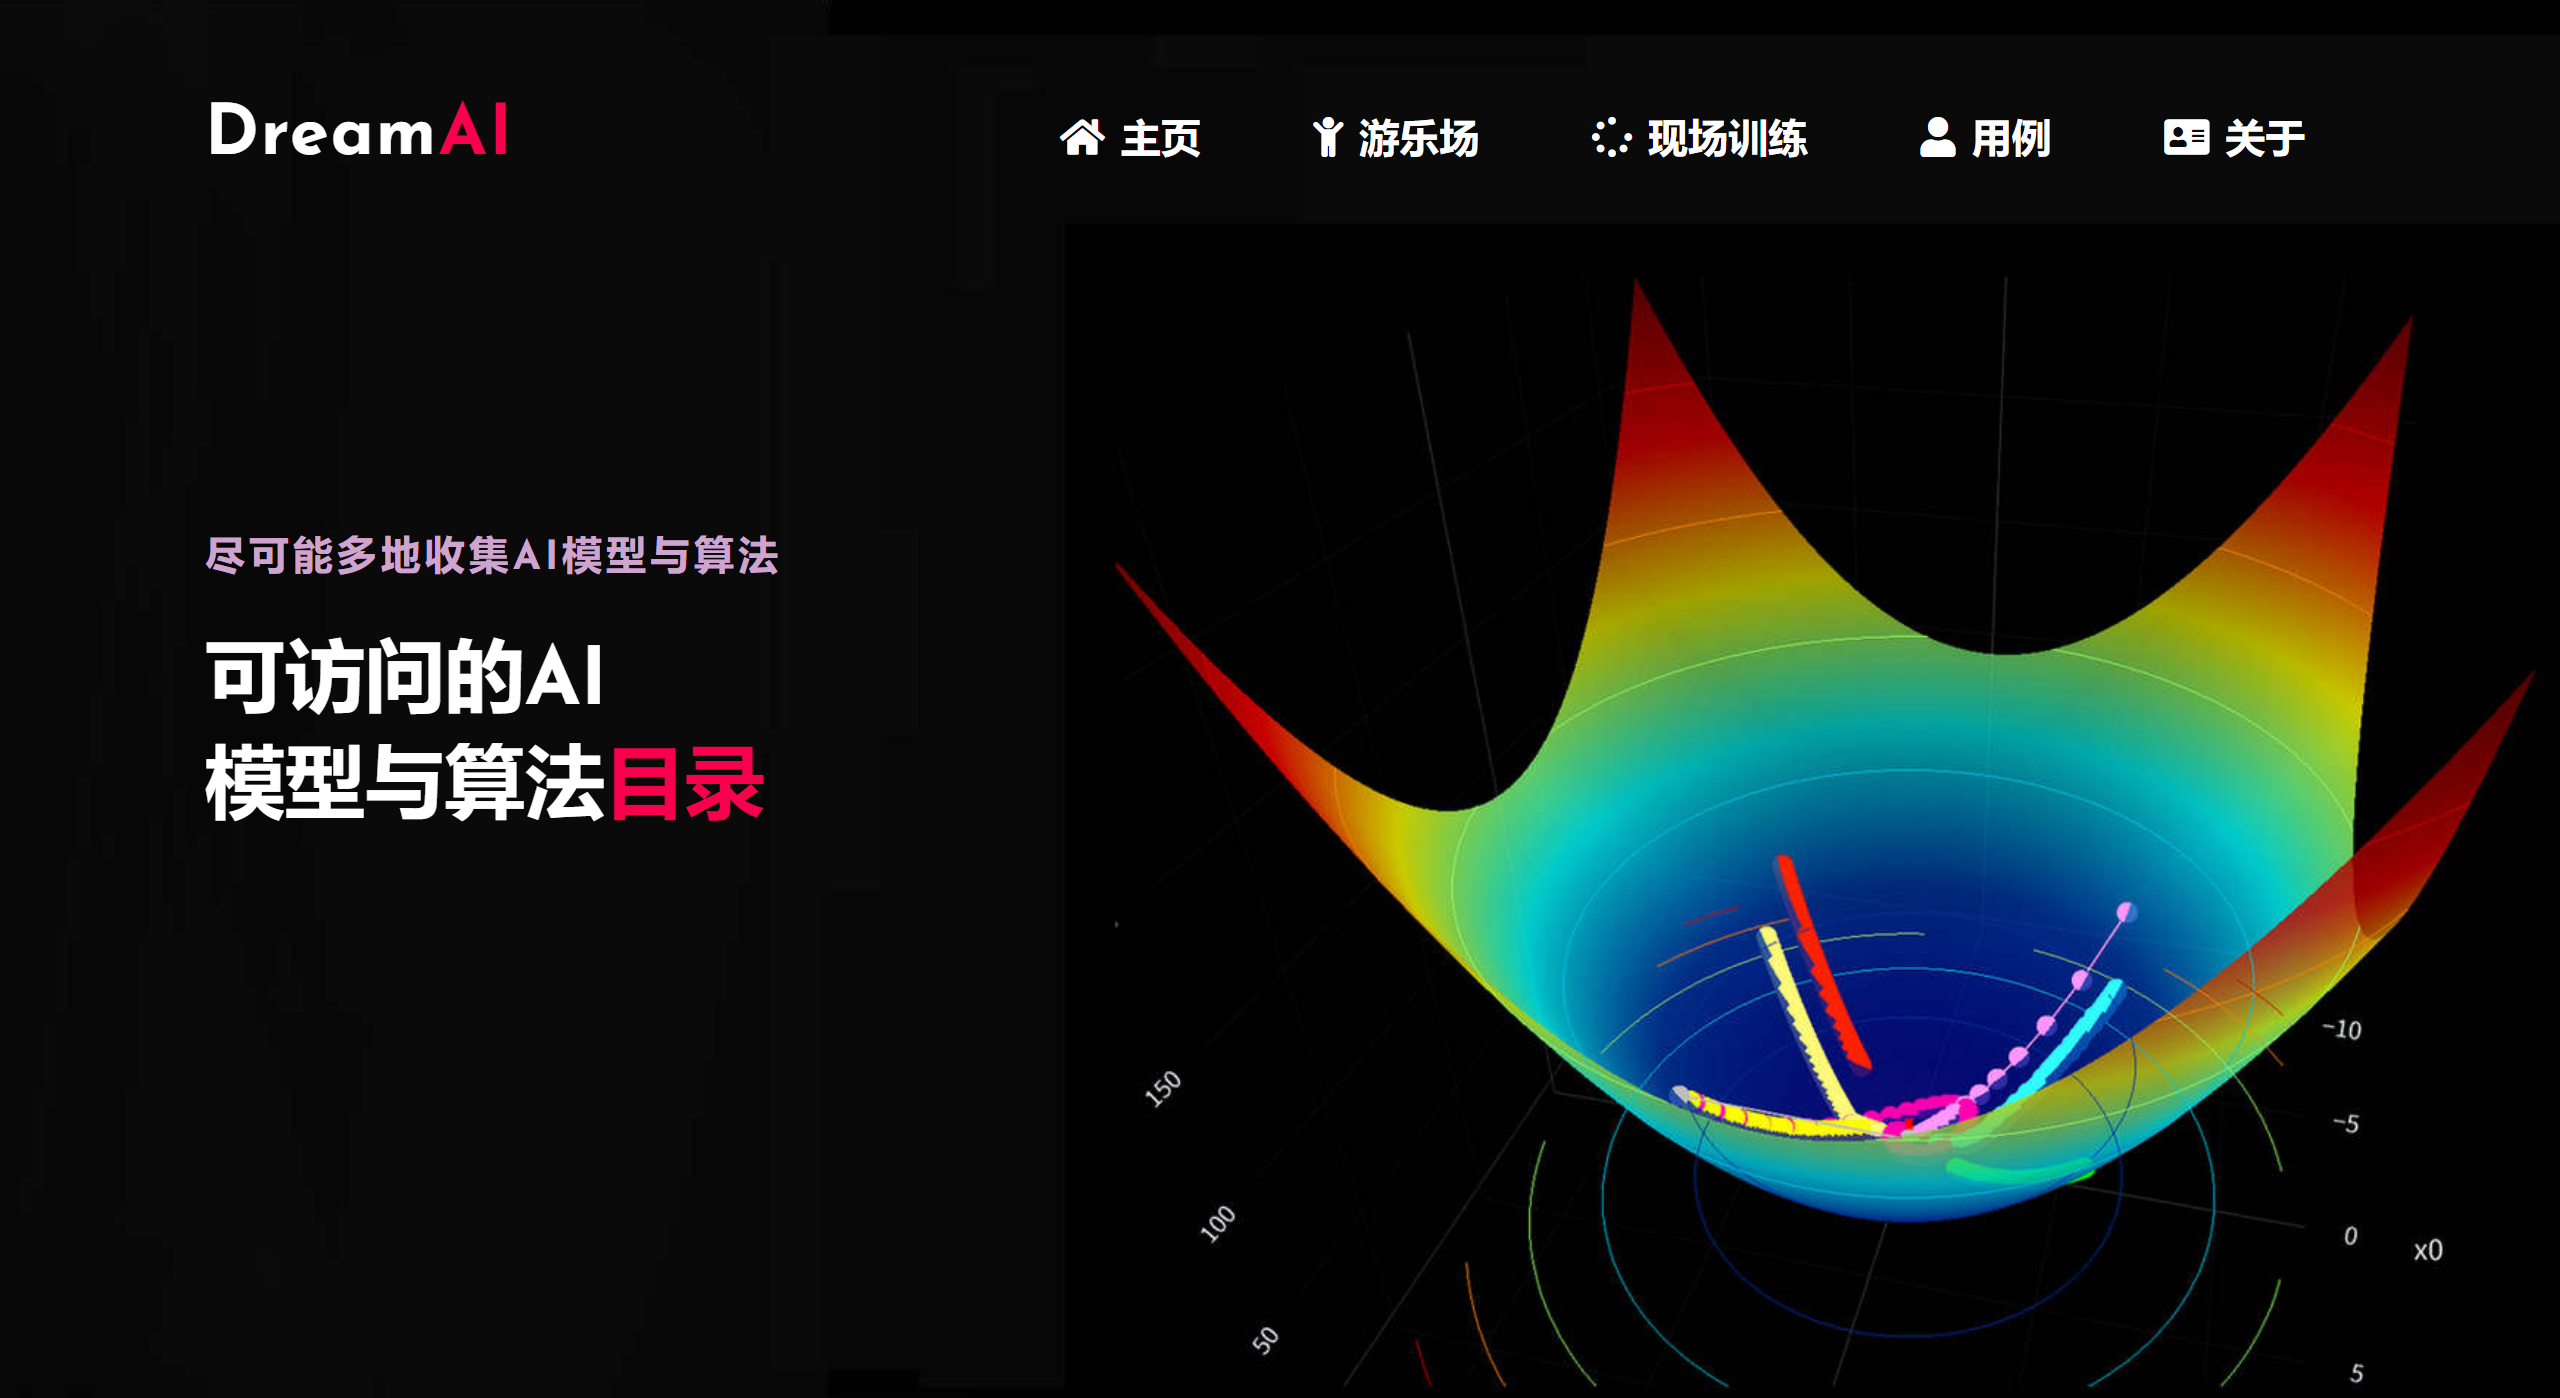 DreamAI
主页
游乐场
现场训练
用例
关于
尽可能多地收集AI模型与算法
可访问的AI
模型与算法目录
150
100
50
−10
−5
0
x0
5